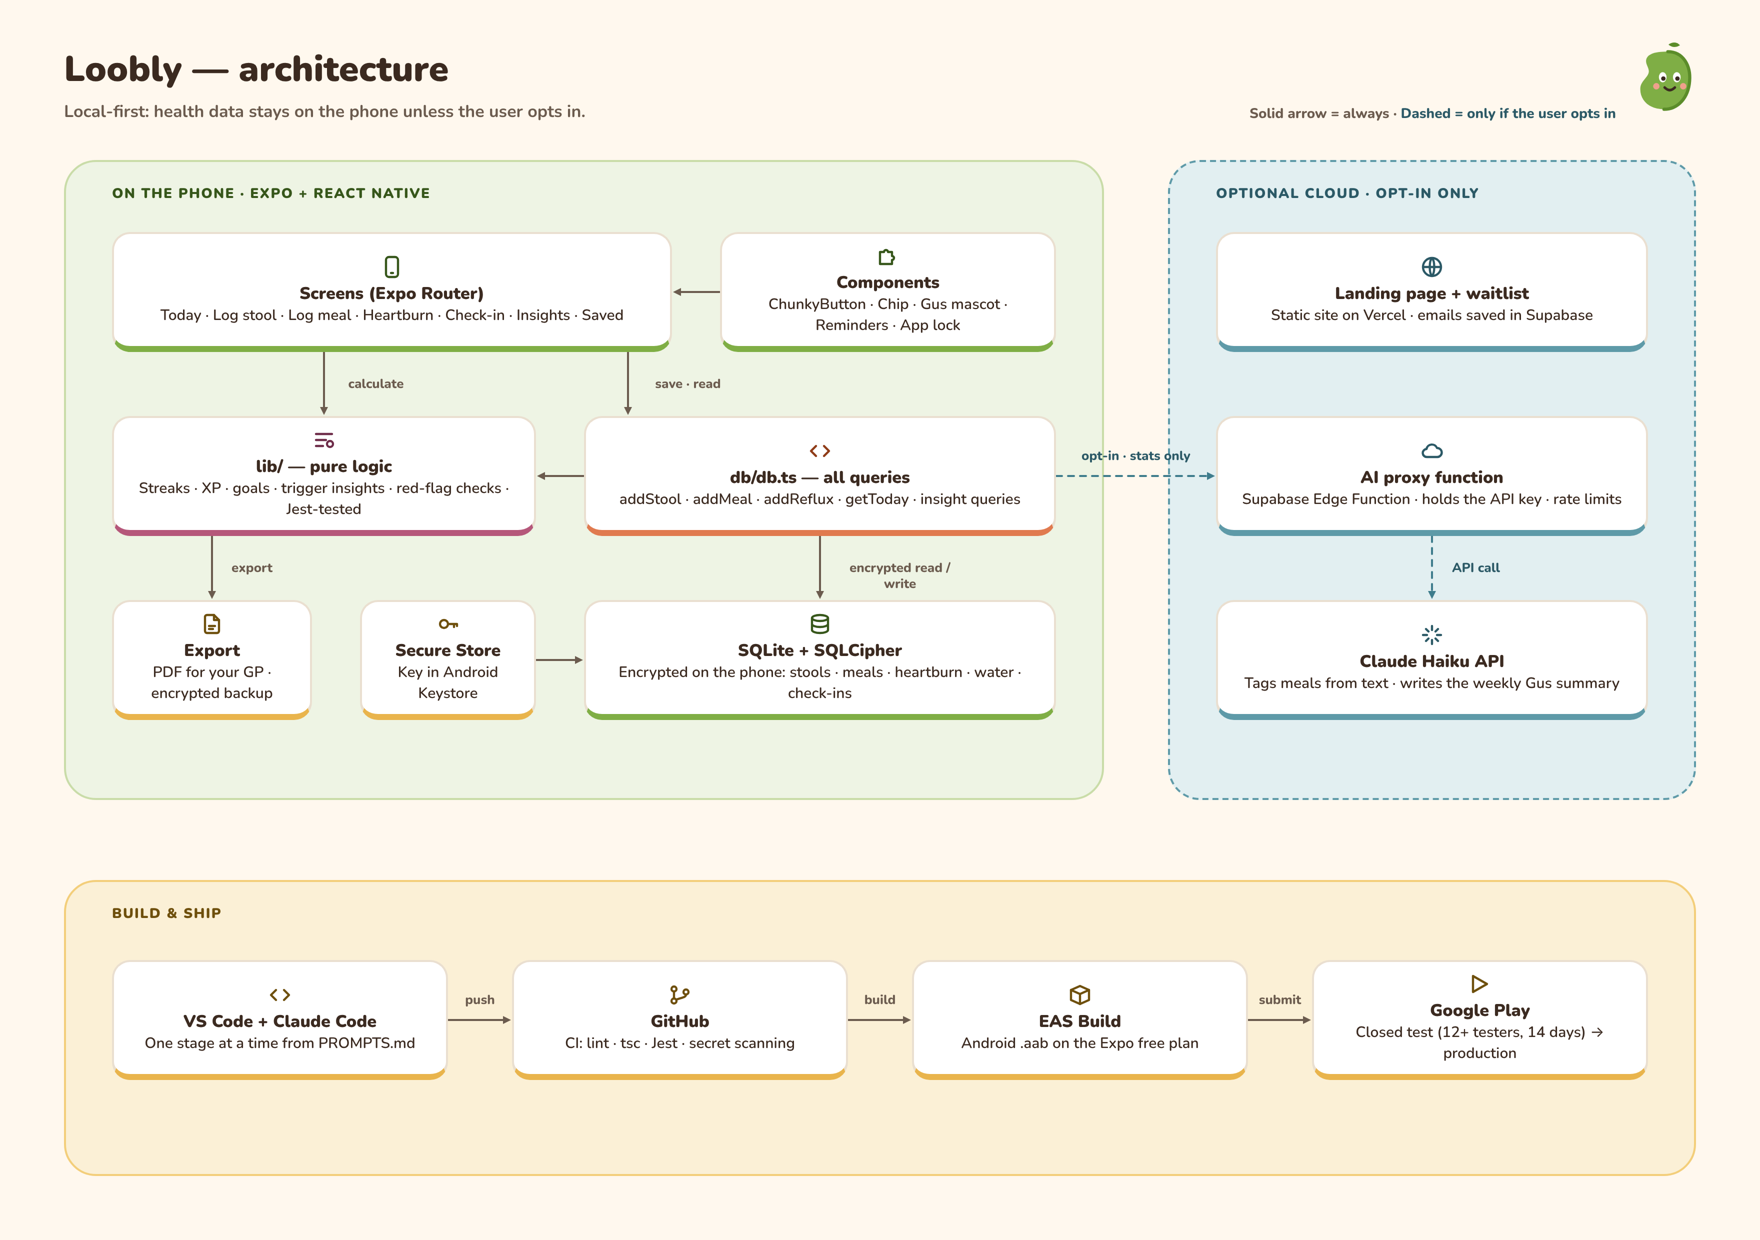 Loobly — architecture
Local-first: health data stays on the phone unless the user opts in.
Solid arrow = always · Dashed = only if the user opts in
ON THE PHONE · EXPO + REACT NATIVE
Screens (Expo Router)
Today · Log stool · Log meal · Heartburn · Check-in · Insights · Saved
Components
ChunkyButton · Chip · Gus mascot ·
Reminders · App lock
calculate
save · read
lib/ — pure logic
Streaks · XP · goals · trigger insights · red-flag checks ·
Jest-tested
db/db.ts — all queries
addStool · addMeal · addReflux · getToday · insight queries
export
encrypted read /
write
Export
PDF for your GP ·
encrypted backup
Secure Store
Key in Android
Keystore
SQLite + SQLCipher
Encrypted on the phone: stools · meals · heartburn · water ·
check-ins
opt-in · stats only
OPTIONAL CLOUD · OPT-IN ONLY
Landing page + waitlist
Static site on Vercel · emails saved in Supabase
AI proxy function
Supabase Edge Function · holds the API key · rate limits
API call
Claude Haiku API
Tags meals from text · writes the weekly Gus summary
BUILD & SHIP
VS Code + Claude Code
One stage at a time from PROMPTS.md
push
GitHub
CI: lint · tsc · Jest · secret scanning
build
EAS Build
Android .aab on the Expo free plan
submit
Google Play
Closed test (12+ testers, 14 days) →
production